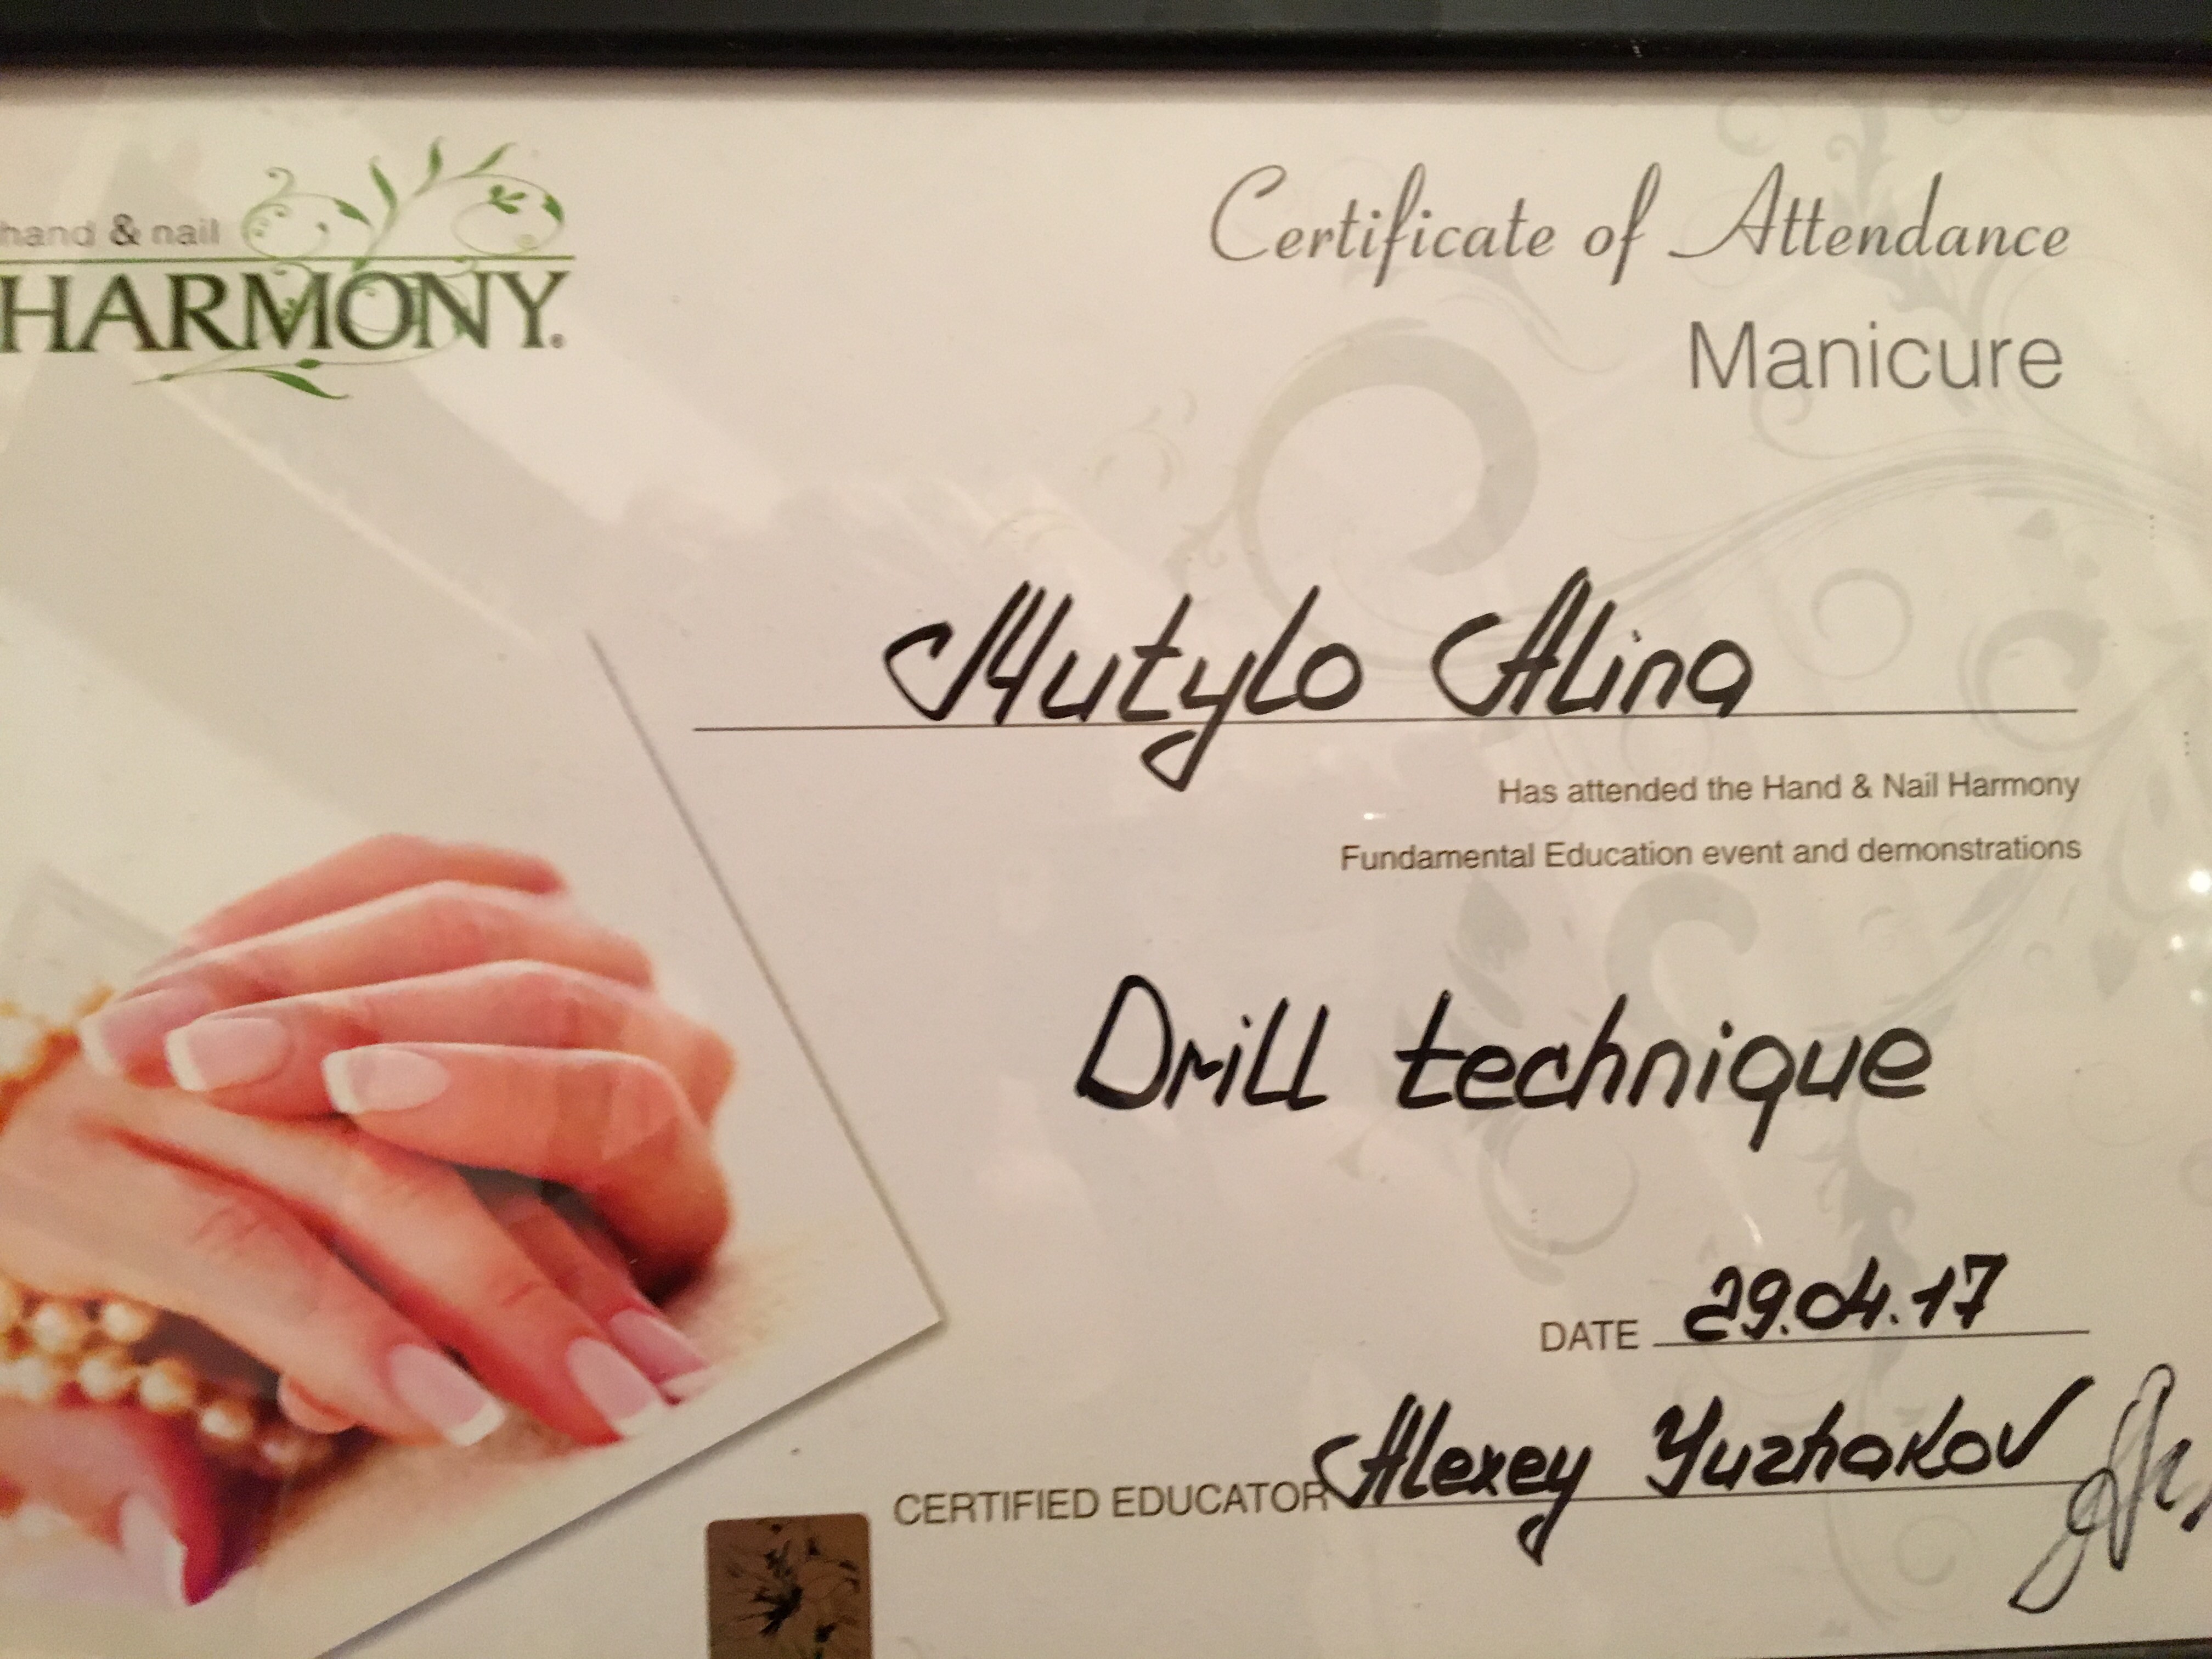 hand & nail
HARMONY.
Certificate of Attendance
Manicure
Mutylo Alina
Has attended the Hand & Nail Harmony
Fundamental Education event and demonstrations
Drill technique
DATE 29.04.17
CERTIFIED EDUCATOR Alexey Yuzhakov